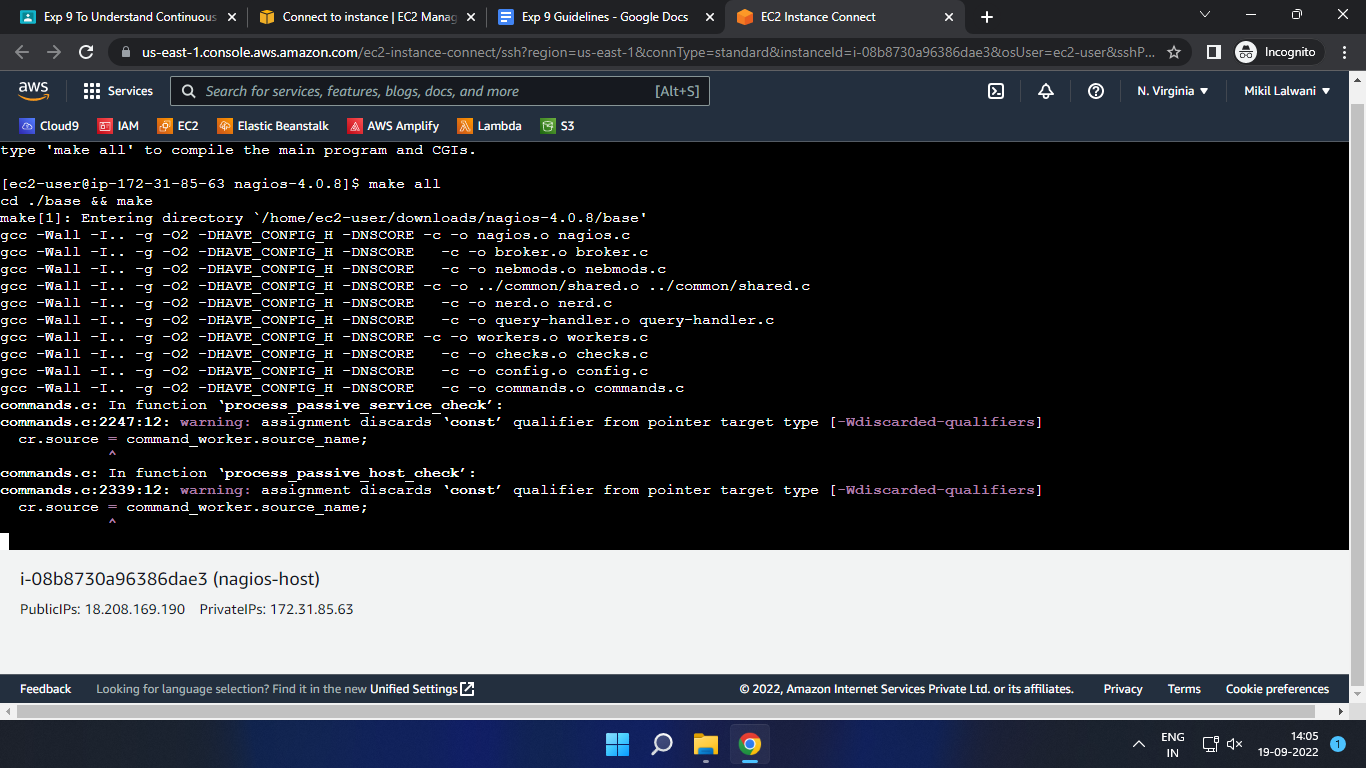 Exp 9 To Understand Continuous
Connect to instance | EC2 Manag
Exp 9 Guidelines - Google Docs
EC2 Instance Connect
us-east-1.console.aws.amazon.com/ec2-instance-connect/ssh?region=us-east-1&connType=standard&instanceId=i-08b8730a96386dae3&osUser=ec2-user&sshP...
Incognito
aws
Services
Search for services, features, blogs, docs, and more
[Alt+S]
N. Virginia
Mikil Lalwani
Cloud9
IAM
EC2
Elastic Beanstalk
AWS Amplify
Lambda
S3
type 'make all' to compile the main program and CGIs.
[ec2-user@ip-172-31-85-63 nagios-4.0.8]$ make all
cd ./base && make
make[1]: Entering directory `/home/ec2-user/downloads/nagios-4.0.8/base'
gcc -Wall -I.. -g -O2 -DHAVE_CONFIG_H -DNSCORE -c -o nagios.o nagios.c
gcc -Wall -I.. -g -O2 -DHAVE_CONFIG_H -DNSCORE   -c -o broker.o broker.c
gcc -Wall -I.. -g -O2 -DHAVE_CONFIG_H -DNSCORE   -c -o nebmods.o nebmods.c
gcc -Wall -I.. -g -O2 -DHAVE_CONFIG_H -DNSCORE -c -o ../common/shared.o ../common/shared.c
gcc -Wall -I.. -g -O2 -DHAVE_CONFIG_H -DNSCORE   -c -o nerd.o nerd.c
gcc -Wall -I.. -g -O2 -DHAVE_CONFIG_H -DNSCORE   -c -o query-handler.o query-handler.c
gcc -Wall -I.. -g -O2 -DHAVE_CONFIG_H -DNSCORE -c -o workers.o workers.c
gcc -Wall -I.. -g -O2 -DHAVE_CONFIG_H -DNSCORE   -c -o checks.o checks.c
gcc -Wall -I.. -g -O2 -DHAVE_CONFIG_H -DNSCORE   -c -o config.o config.c
gcc -Wall -I.. -g -O2 -DHAVE_CONFIG_H -DNSCORE   -c -o commands.o commands.c
commands.c: In function ‘process_passive_service_check’:
commands.c:2247:12: warning: assignment discards ‘const’ qualifier from pointer target type [-Wdiscarded-qualifiers]
  cr.source = command_worker.source_name;
            ^
commands.c: In function ‘process_passive_host_check’:
commands.c:2339:12: warning: assignment discards ‘const’ qualifier from pointer target type [-Wdiscarded-qualifiers]
  cr.source = command_worker.source_name;
            ^
i-08b8730a96386dae3 (nagios-host)
PublicIPs: 18.208.169.190 PrivateIPs: 172.31.85.63
Feedback
Looking for language selection? Find it in the new Unified Settings
© 2022, Amazon Internet Services Private Ltd. or its affiliates.
Privacy
Terms
Cookie preferences
ENG
IN
14:05
19-09-2022
1